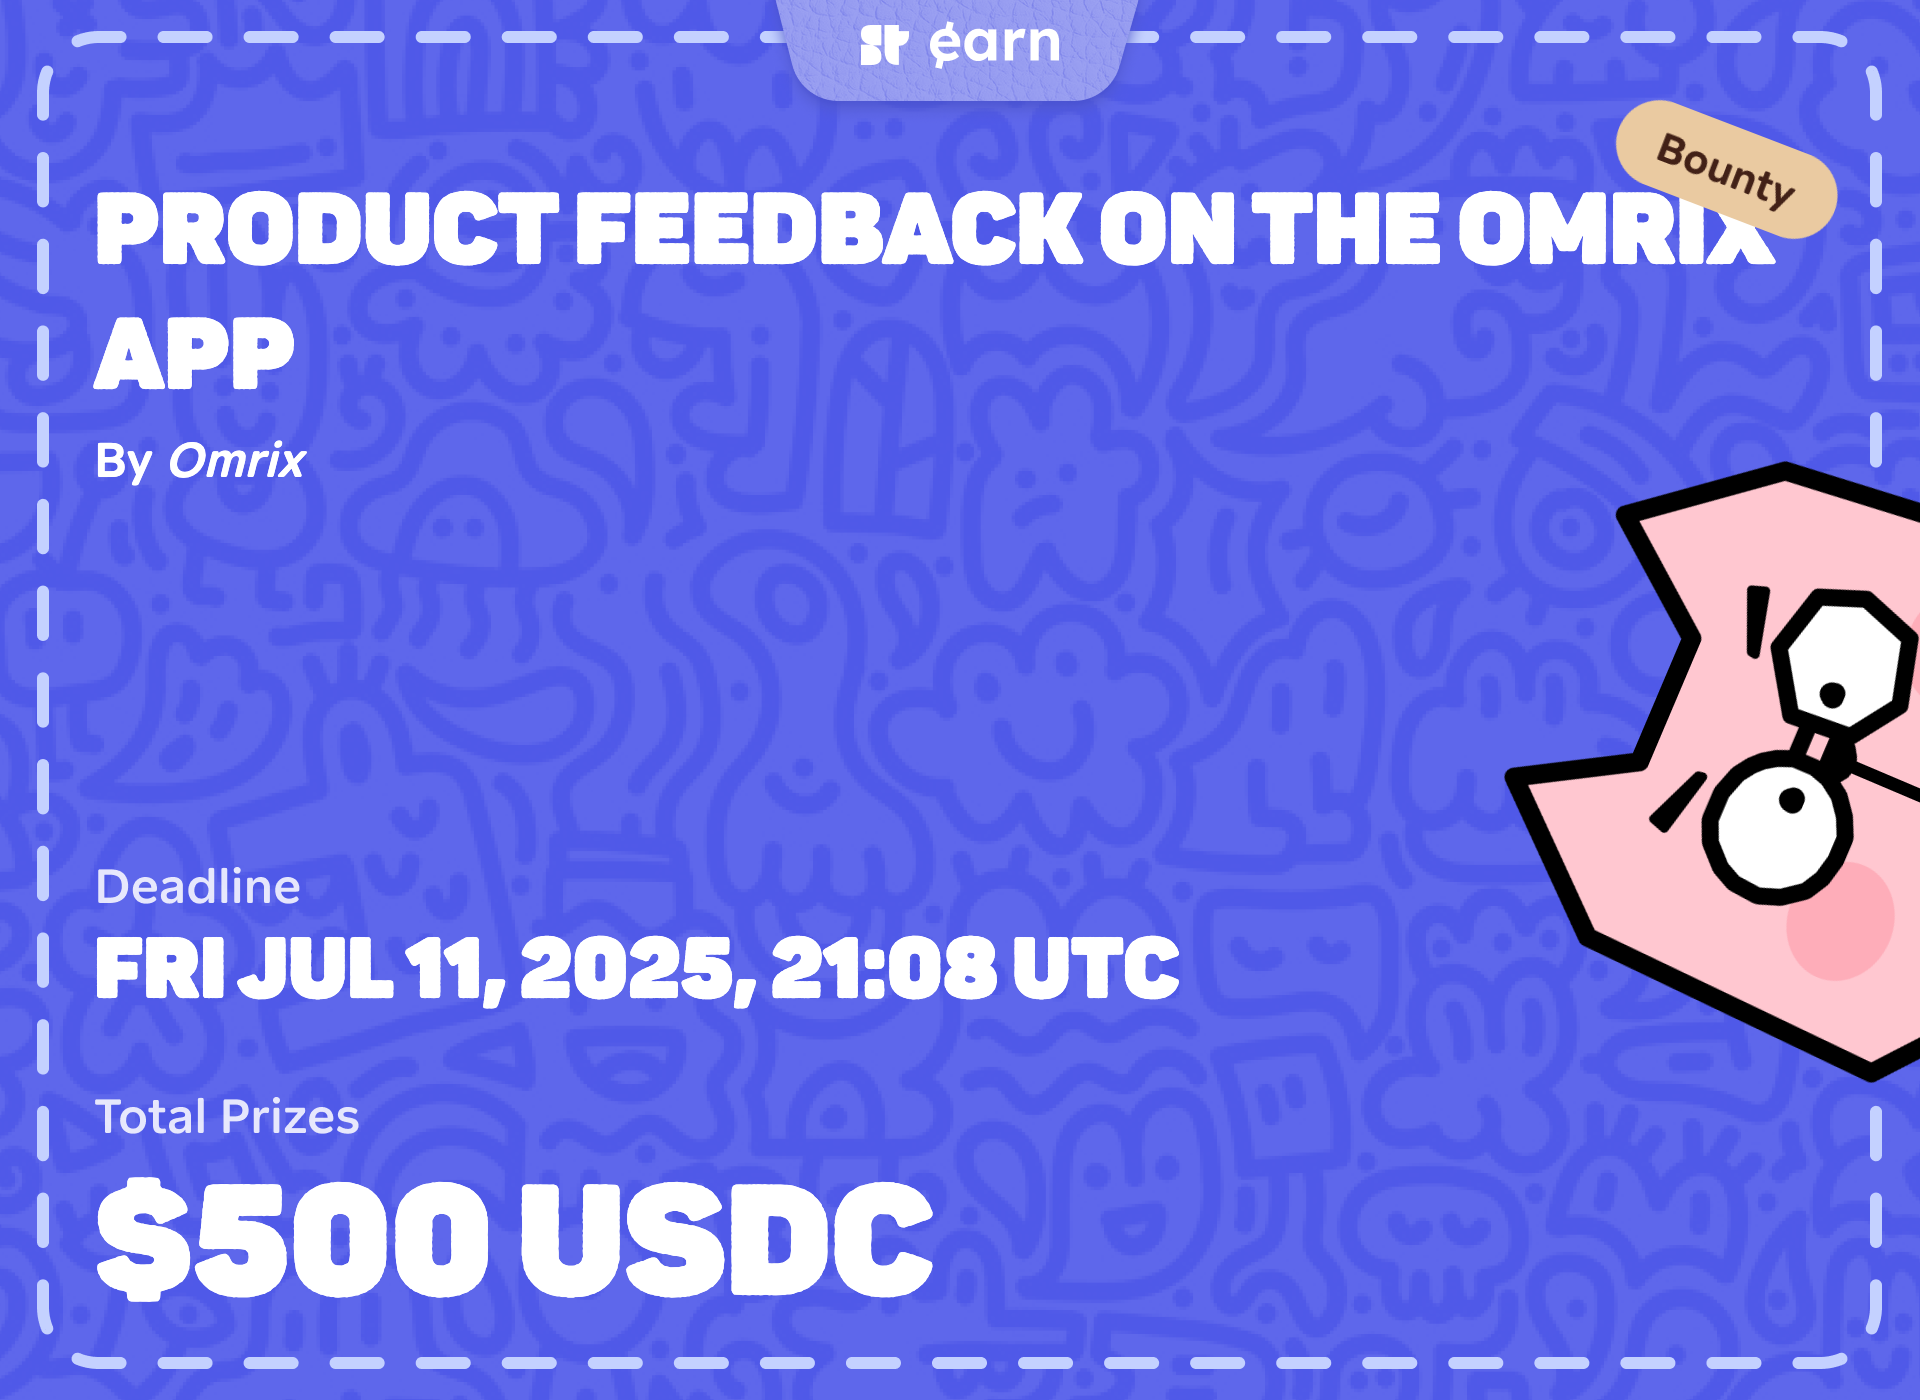 ST earn
Bounty
PRODUCT FEEDBACK ON THE OMRIX
APP
By Omrix
Deadline
FRI JUL 11, 2025, 21:08 UTC
Total Prizes
$500 USDC